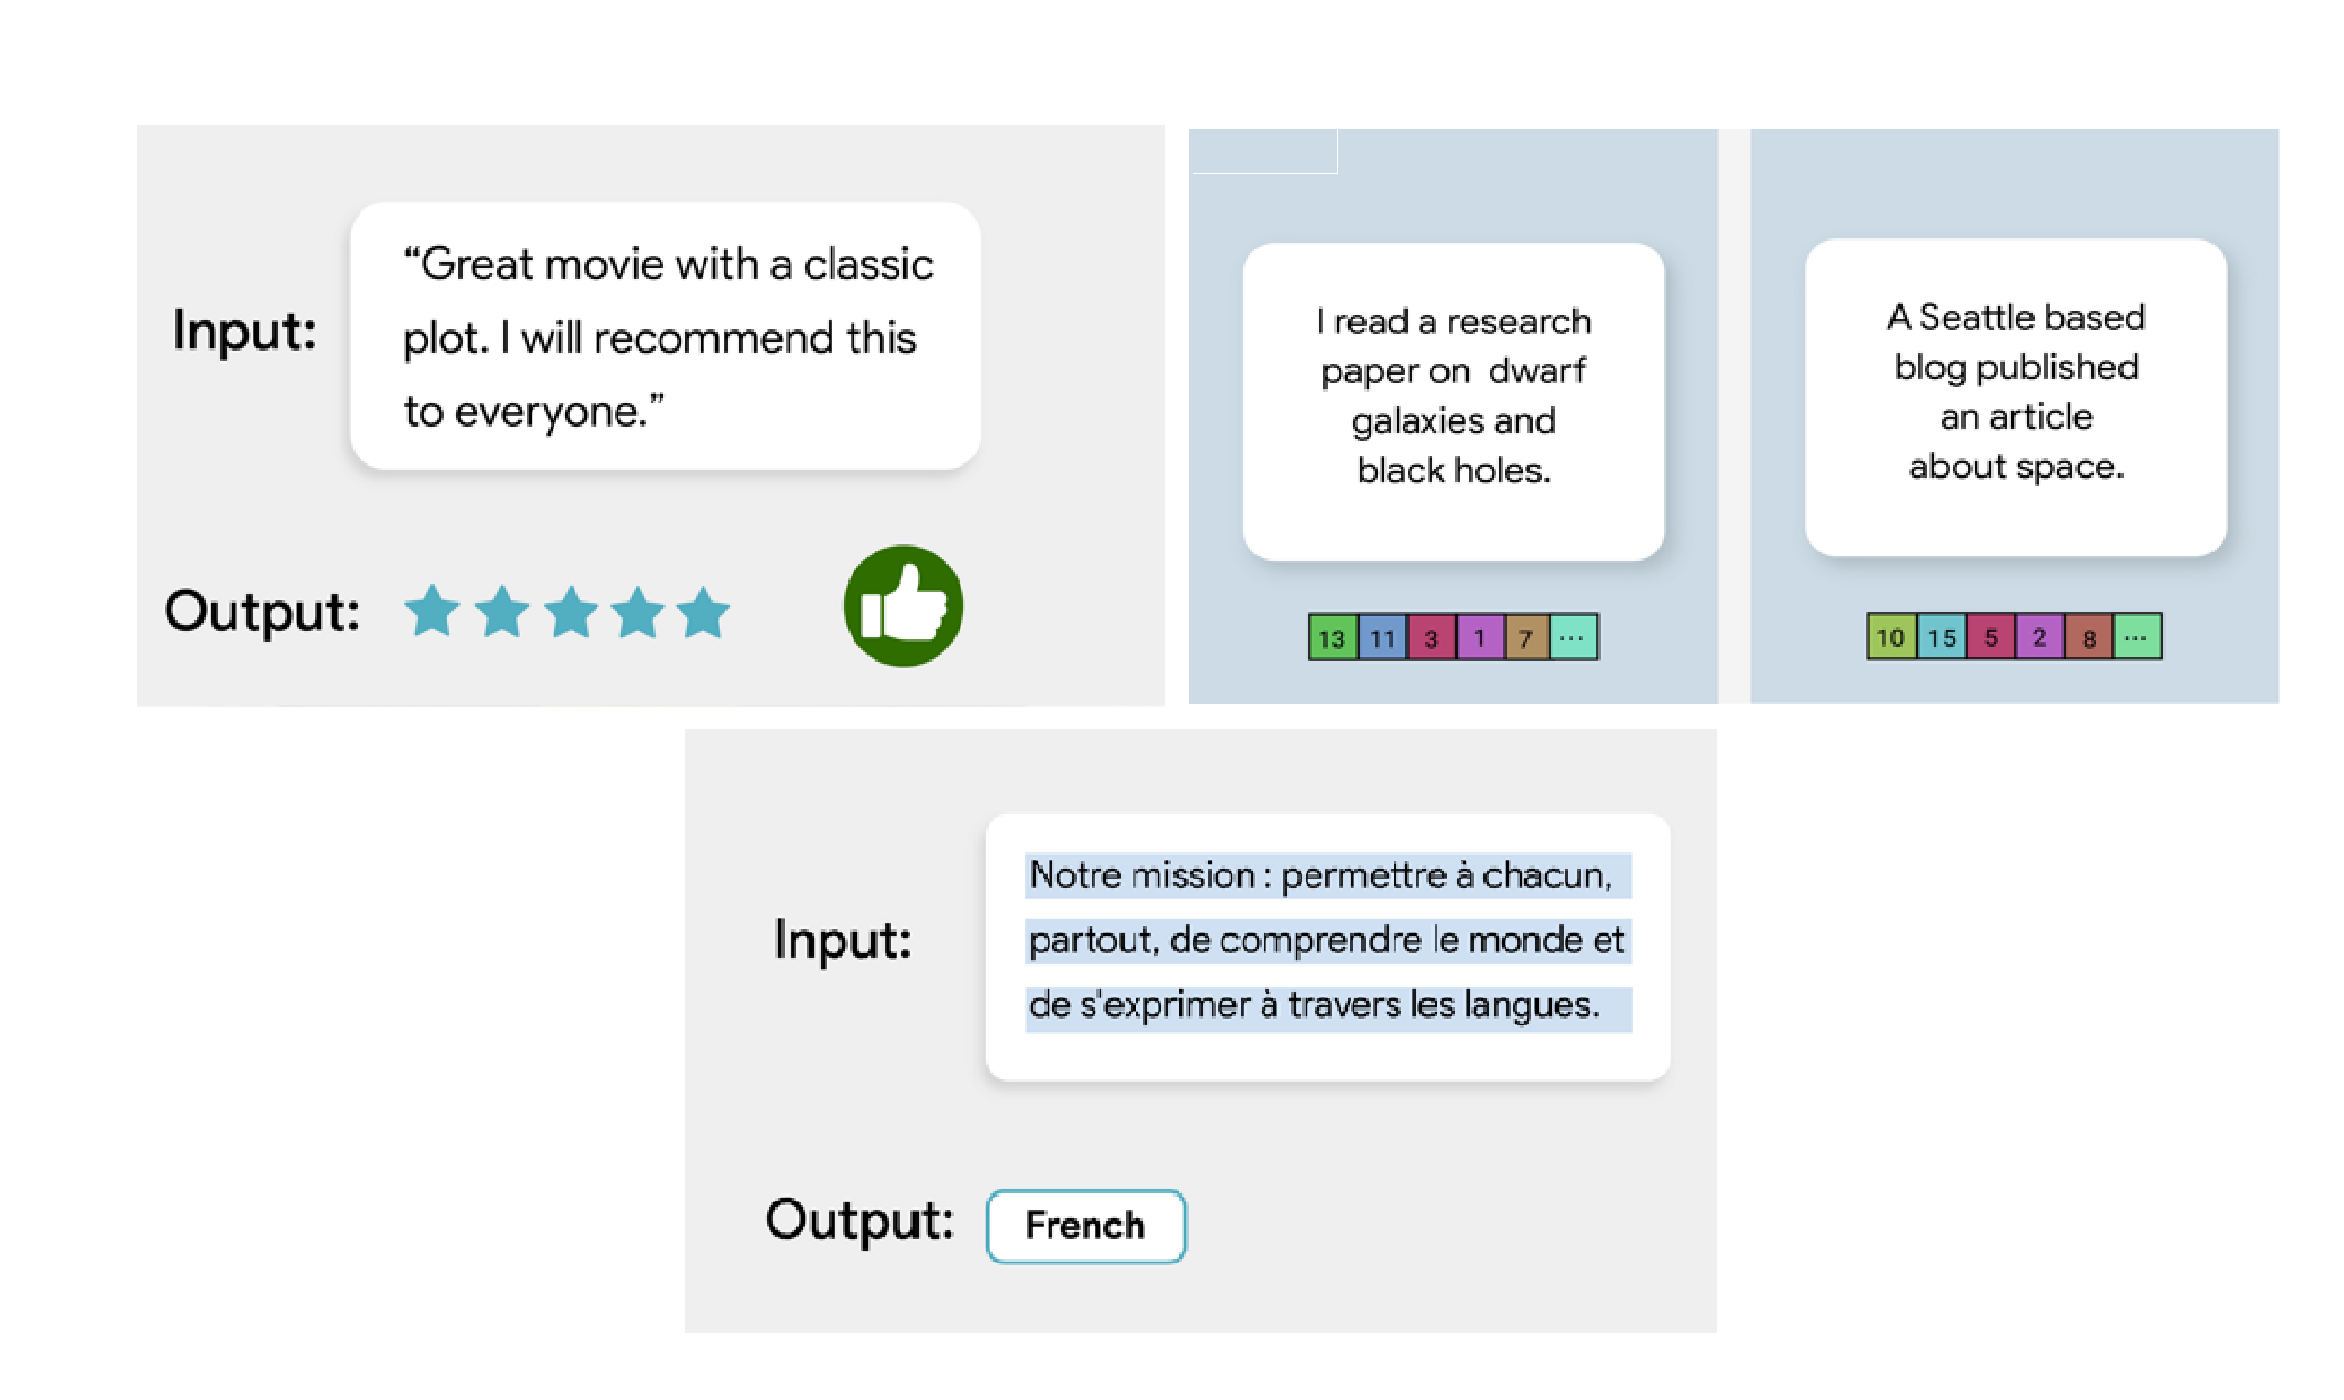 Input:
“Great movie with a classic
plot. I will recommend this
to everyone.”
Output:
I read a research
paper on dwarf
galaxies and
black holes.
13 11 3 1 7 ...
A Seattle based
blog published
an article
about space.
10 15 5 2 8 ...
Input:
Notre mission : permettre à chacun,
partout, de comprendre le monde et
de s'exprimer à travers les langues.
Output:
French